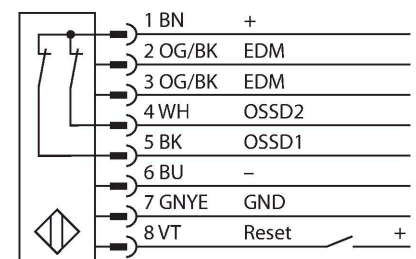 1 BN +
2 OG/BK EDM
3 OG/BK EDM
4 WH OSSD2
5 BK OSSD1
6 BU –
7 GNYE GND
8 VT Reset +